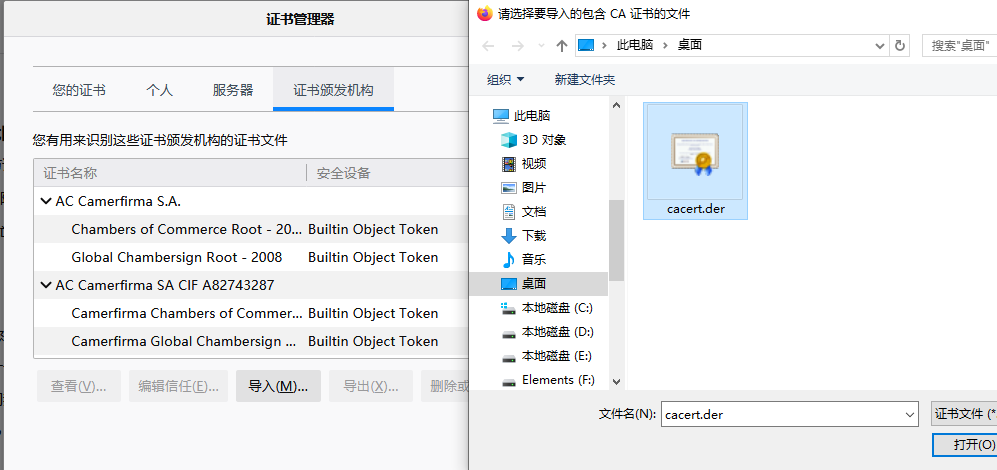 证书管理器
您的证书
个人
服务器
证书颁发机构
您有用来识别这些证书颁发机构的证书文件
证书名称 安全设备
AC Camerfirma S.A.
Chambers of Commerce Root - 20... Builtin Object Token
Global Chambersign Root - 2008 Builtin Object Token
AC Camerfirma SA CIF A82743287
Camerfirma Chambers of Commer... Builtin Object Token
Camerfirma Global Chambersign ... Builtin Object Token
查看(V)... 编辑信任(E)... 导入(M)... 导出(X)... 删除或
请选择要导入的包含 CA 证书的文件
此电脑 桌面
搜索"桌面"
组织 新建文件夹
此电脑
3D 对象
视频
图片
文档
下载
音乐
桌面
本地磁盘 (C:)
本地磁盘 (D:)
本地磁盘 (E:)
Elements (F:)
cacert.der
文件名(N): cacert.der
证书文件 (*
打开(O)